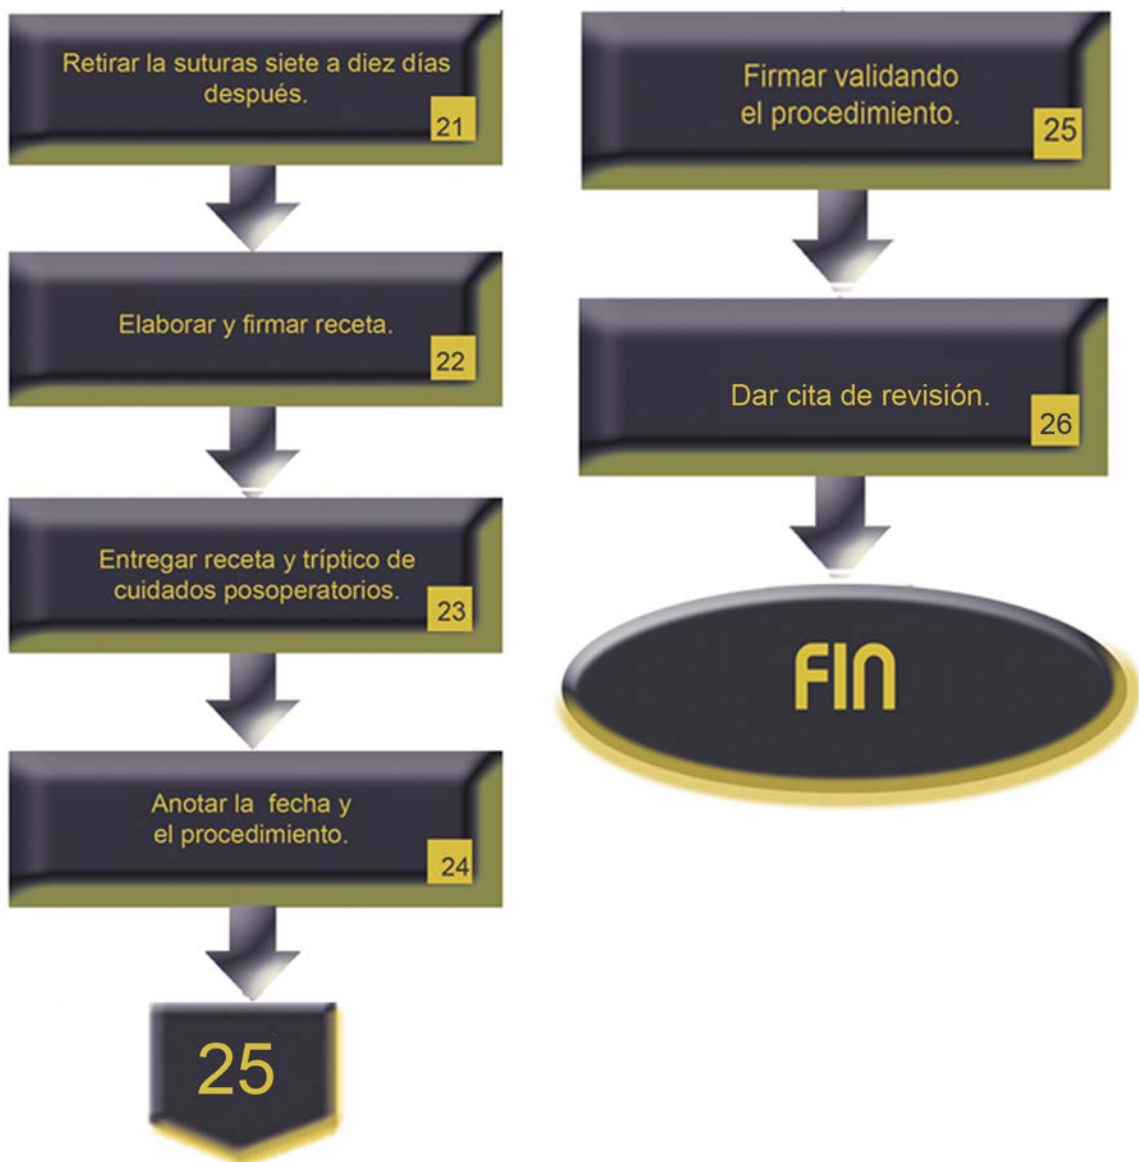 Retirar la suturas siete a diez días
después.
21
Elaborar y firmar receta.
22
Entregar receta y tríptico de
cuidados posoperatorios.
23
Anotar la fecha y
el procedimiento.
24
25
Firmar validando
el procedimiento.
25
Dar cita de revisión.
26
FIN